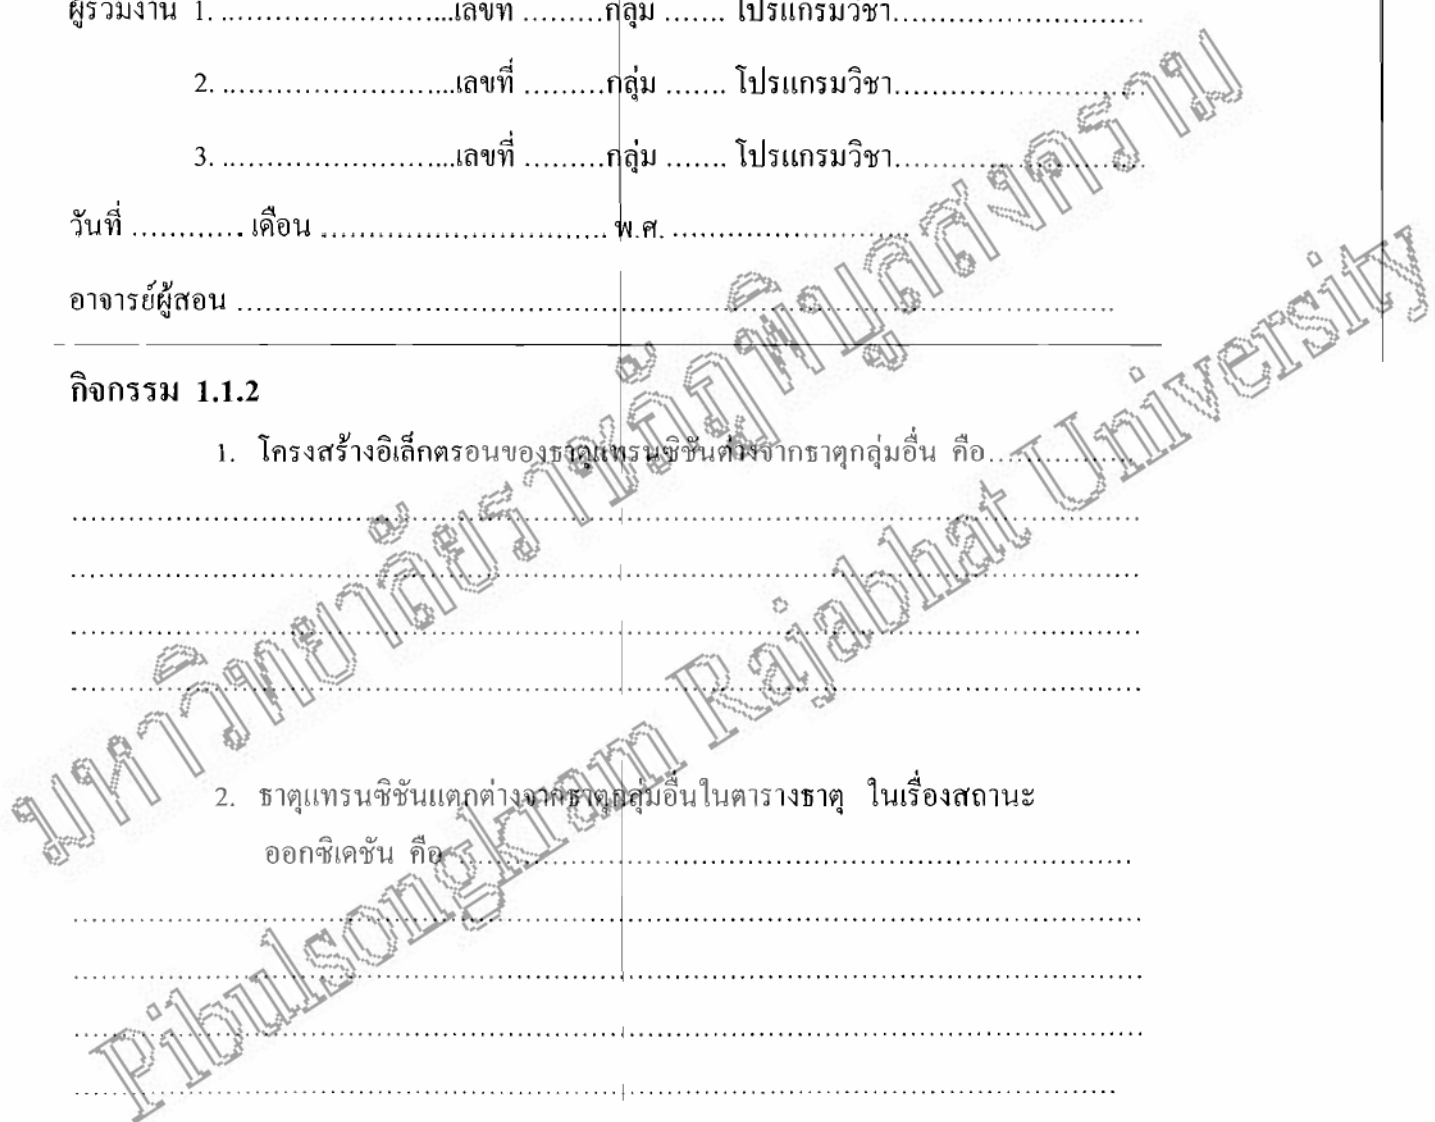 ผู้ร่วมงาน 1. ..........................เลขที่ .........กลุ่ม ....... โปรแกรมวิชา...........................
2. ..........................เลขที่ .........กลุ่ม ....... โปรแกรมวิชา...........................
3. ..........................เลขที่ .........กลุ่ม ....... โปรแกรมวิชา...........................
วันที่ ............ เดือน ............................... พ.ศ. ..........................
อาจารย์ผู้สอน ................................................................................................
กิจกรรม 1.1.2
1. โครงสร้างอิเล็กตรอนของธาตุแทรนซิชันต่างจากธาตุกลุ่มอื่น คือ................
....................................................................................................................
....................................................................................................................
....................................................................................................................
....................................................................................................................
2. ธาตุแทรนซิชันแตกต่างจากธาตุกลุ่มอื่นในตารางธาตุ ในเรื่องสถานะ
ออกซิเดชัน คือ .........................................................................
....................................................................................................................
....................................................................................................................
....................................................................................................................
....................................................................................................................
มหาวิทยาลัยราชภัฏพิบูลสงคราม
Pibulsongkram Rajabhat University